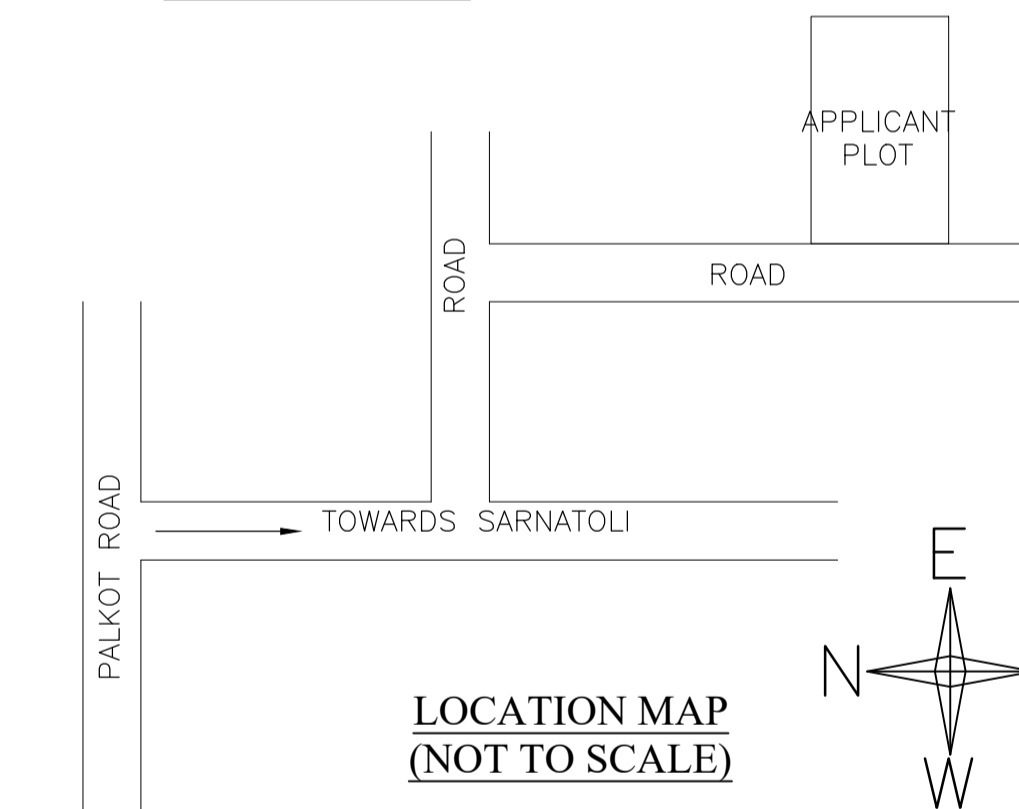 APPLICANT
PLOT
ROAD
ROAD
TOWARDS SARNATOLI
PALKOT ROAD
E
N
W
LOCATION MAP
(NOT TO SCALE)